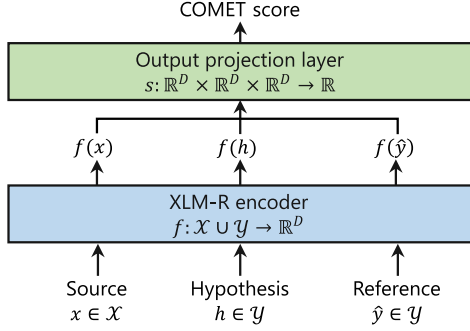 COMET score
Output projection layer
s: ℝ^D × ℝ^D × ℝ^D → ℝ
f(x) f(h) f(ŷ)
XLM-R encoder
f: 𝒳 ∪ 𝒴 → ℝ^D
Source Hypothesis Reference
x ∈ 𝒳 h ∈ 𝒴 ŷ ∈ 𝒴